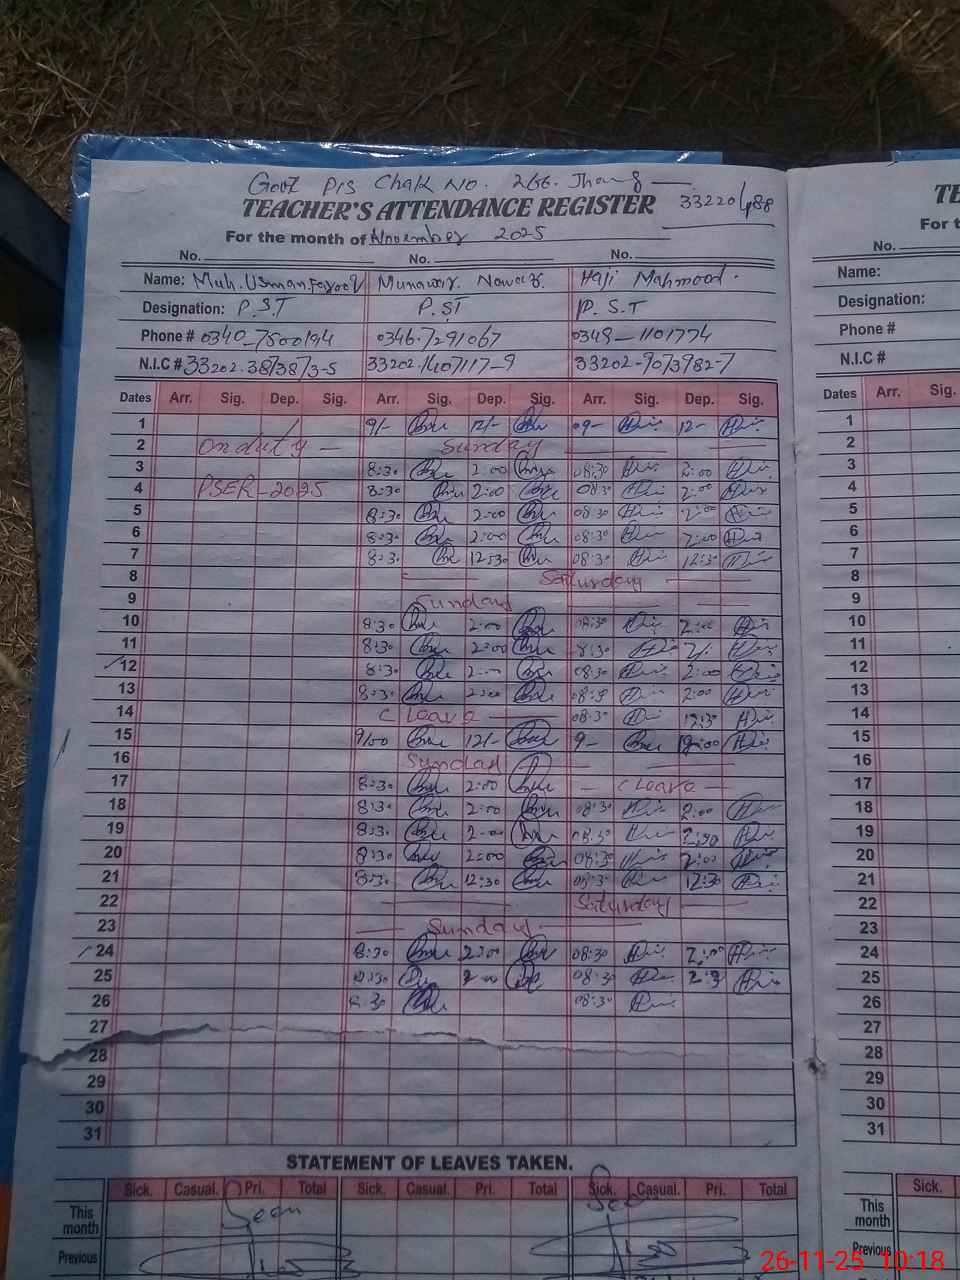 Govt P/S Chak No. 266. Jhang
TEACHER'S ATTENDANCE REGISTER 33220488
For the month of November 2025
No. No. No.
Name: Muh. Usman Farooq Munawar Nawaz. Haji Mahmood.
Designation: P.S.T P.ST P.S.T
Phone # 0340-7500194 0346-7291067 0348-1101774
N.I.C # 33202-3873873-5 33202-1407117-9 33202-9073982-7
Dates Arr. Sig. Dep. Sig. Arr. Sig. Dep. Sig. Arr. Sig. Dep. Sig.
1 9/- 12/- 09- 12-
2 on duty Sunday
3 8:30 2:00 08:30 2:00
4 PSER-2025 8:30 2:00 08:30 2:00
5 8:30 2:00 08:30 2:00
6 8:30 2:00 08:30 2:00
7 8:30 12:30 08:30 12:30
8 Saturday
9 Sunday
10 8:30 2:00 08:30 2:00
11 8:30 2:00 8:30 2/-
12 8:30 2:00 08:30 2:00
13 8:30 2:00 08:30 2:00
14 C Leave 08:30 12:30
15 9/00 12/- 9-
16 Sunday
17 8:30 2:00 C Leave
18 8:30 2:00 08:30 2:00
19 8:30 2:00 08:30
20 8:30 2:00 08:30 2:00
21 8:30 12:30 08:30 12:30
22 Saturday
23 Sunday
24 8:30 2:00 08:30 2:00
25 2:00 08:30
26 8:30 08:30
27
28
29
30
31
STATEMENT OF LEAVES TAKEN.
Sick. Casual. Pri. Total Sick. Casual. Pri. Total Sick. Casual. Pri. Total
This month Seen Seen
Previous
TE
For t
No.
Name:
Designation:
Phone #
N.I.C #
Dates Arr. Sig.
1
2
3
4
5
6
7
8
9
10
11
12
13
14
15
16
17
18
19
20
21
22
23
24
25
26
27
28
29
30
31
Sick.
This month
Previous
26-11-25 10:18